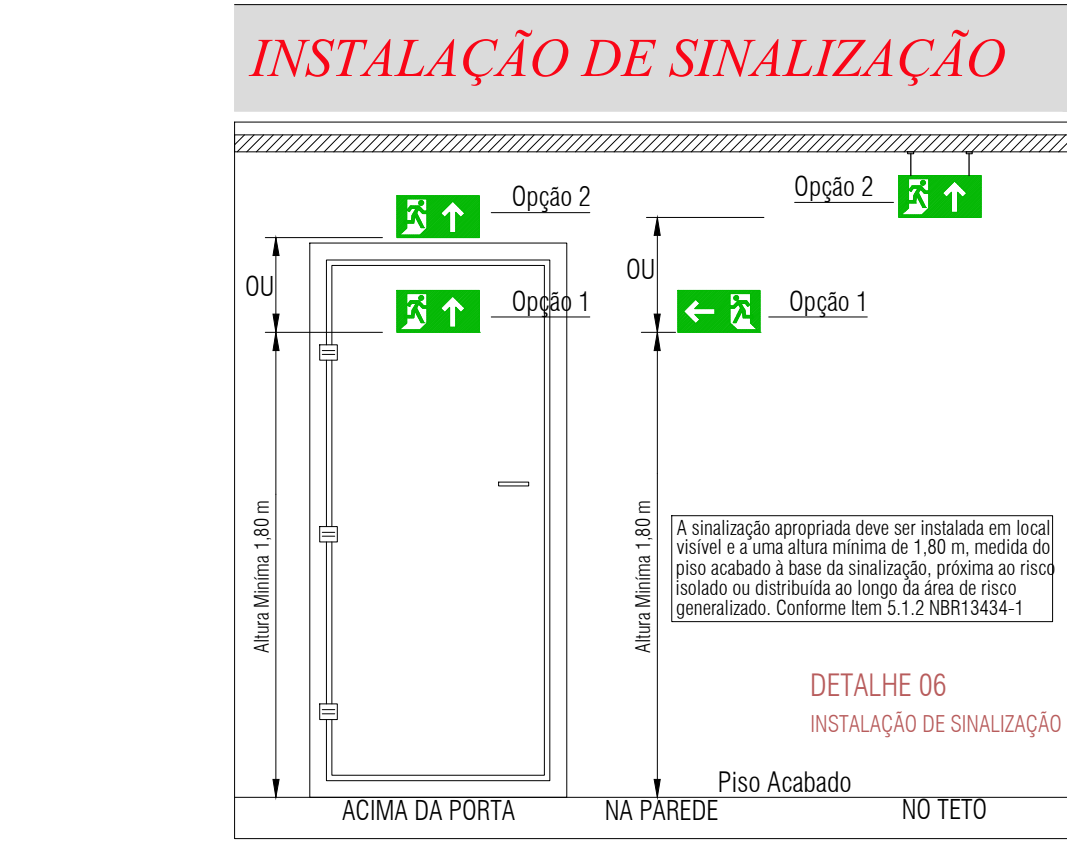 INSTALAÇÃO DE SINALIZAÇÃO
Opção 2
Opção 2
OU
OU
Opção 1
Opção 1
Altura Miníma 1,80 m
Altura Miníma 1,80 m
A sinalização apropriada deve ser instalada em local
visível e a uma altura mínima de 1,80 m, medida do
piso acabado à base da sinalização, próxima ao risco
isolado ou distribuída ao longo da área de risco
generalizado. Conforme Item 5.1.2 NBR13434-1
DETALHE 06
INSTALAÇÃO DE SINALIZAÇÃO
Piso Acabado
ACIMA DA PORTA
NA PAREDE
NO TETO